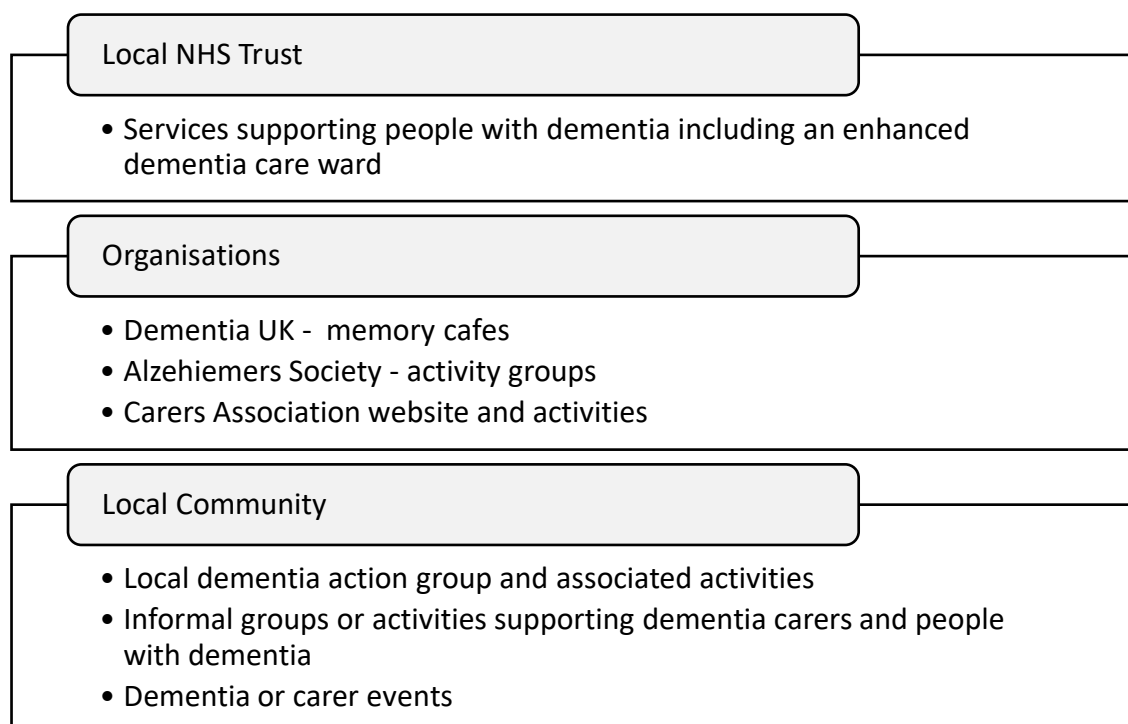 Local NHS Trust
• Services supporting people with dementia including an enhanced
dementia care ward
Organisations
• Dementia UK -  memory cafes
• Alzehiemers Society - activity groups
• Carers Association website and activities
Local Community
• Local dementia action group and associated activities
• Informal groups or activities supporting dementia carers and people
with dementia
• Dementia or carer events